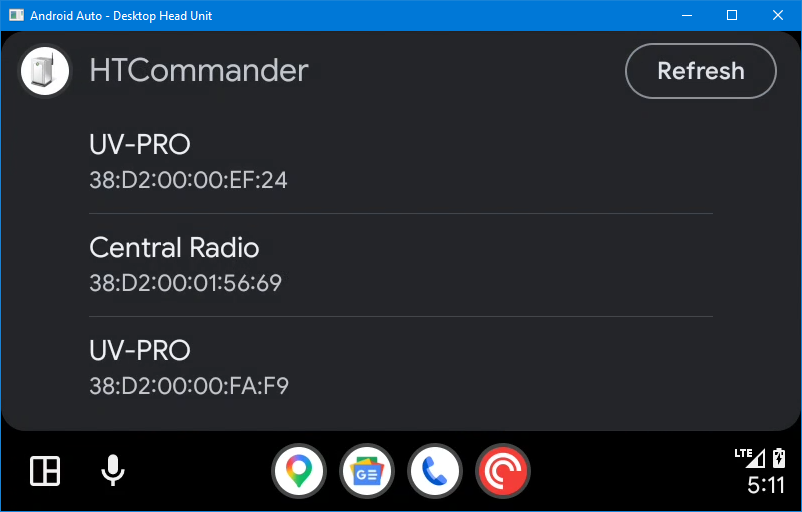 Android Auto - Desktop Head Unit
HTCommander
Refresh
UV-PRO
38:D2:00:00:EF:24
Central Radio
38:D2:00:01:56:69
UV-PRO
38:D2:00:00:FA:F9
GE
LTE
5:11